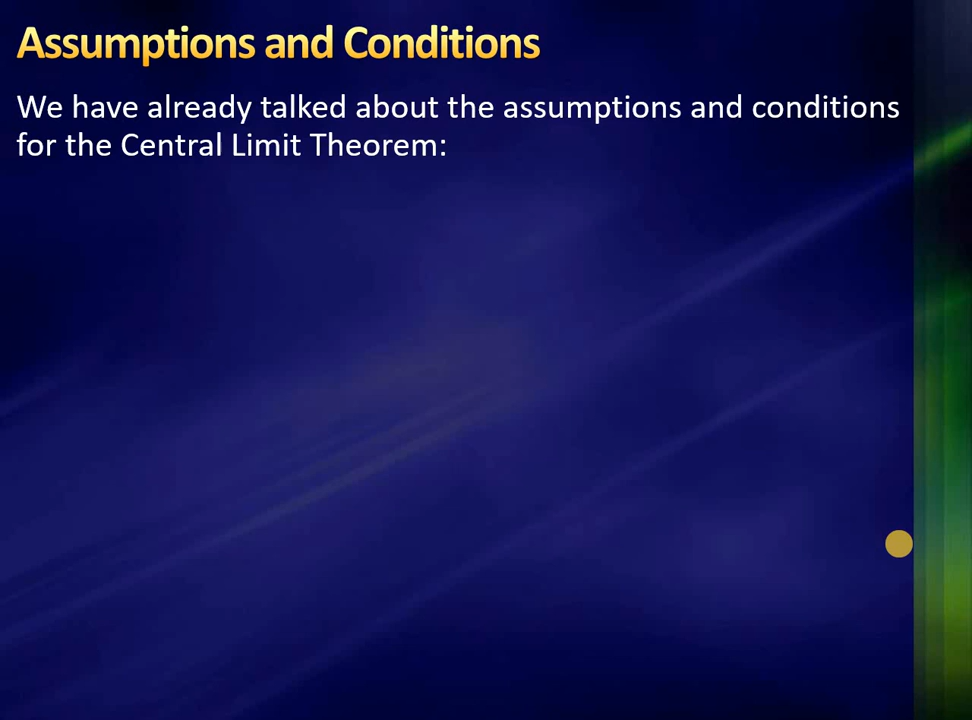 Assumptions and Conditions
We have already talked about the assumptions and conditions
for the Central Limit Theorem: